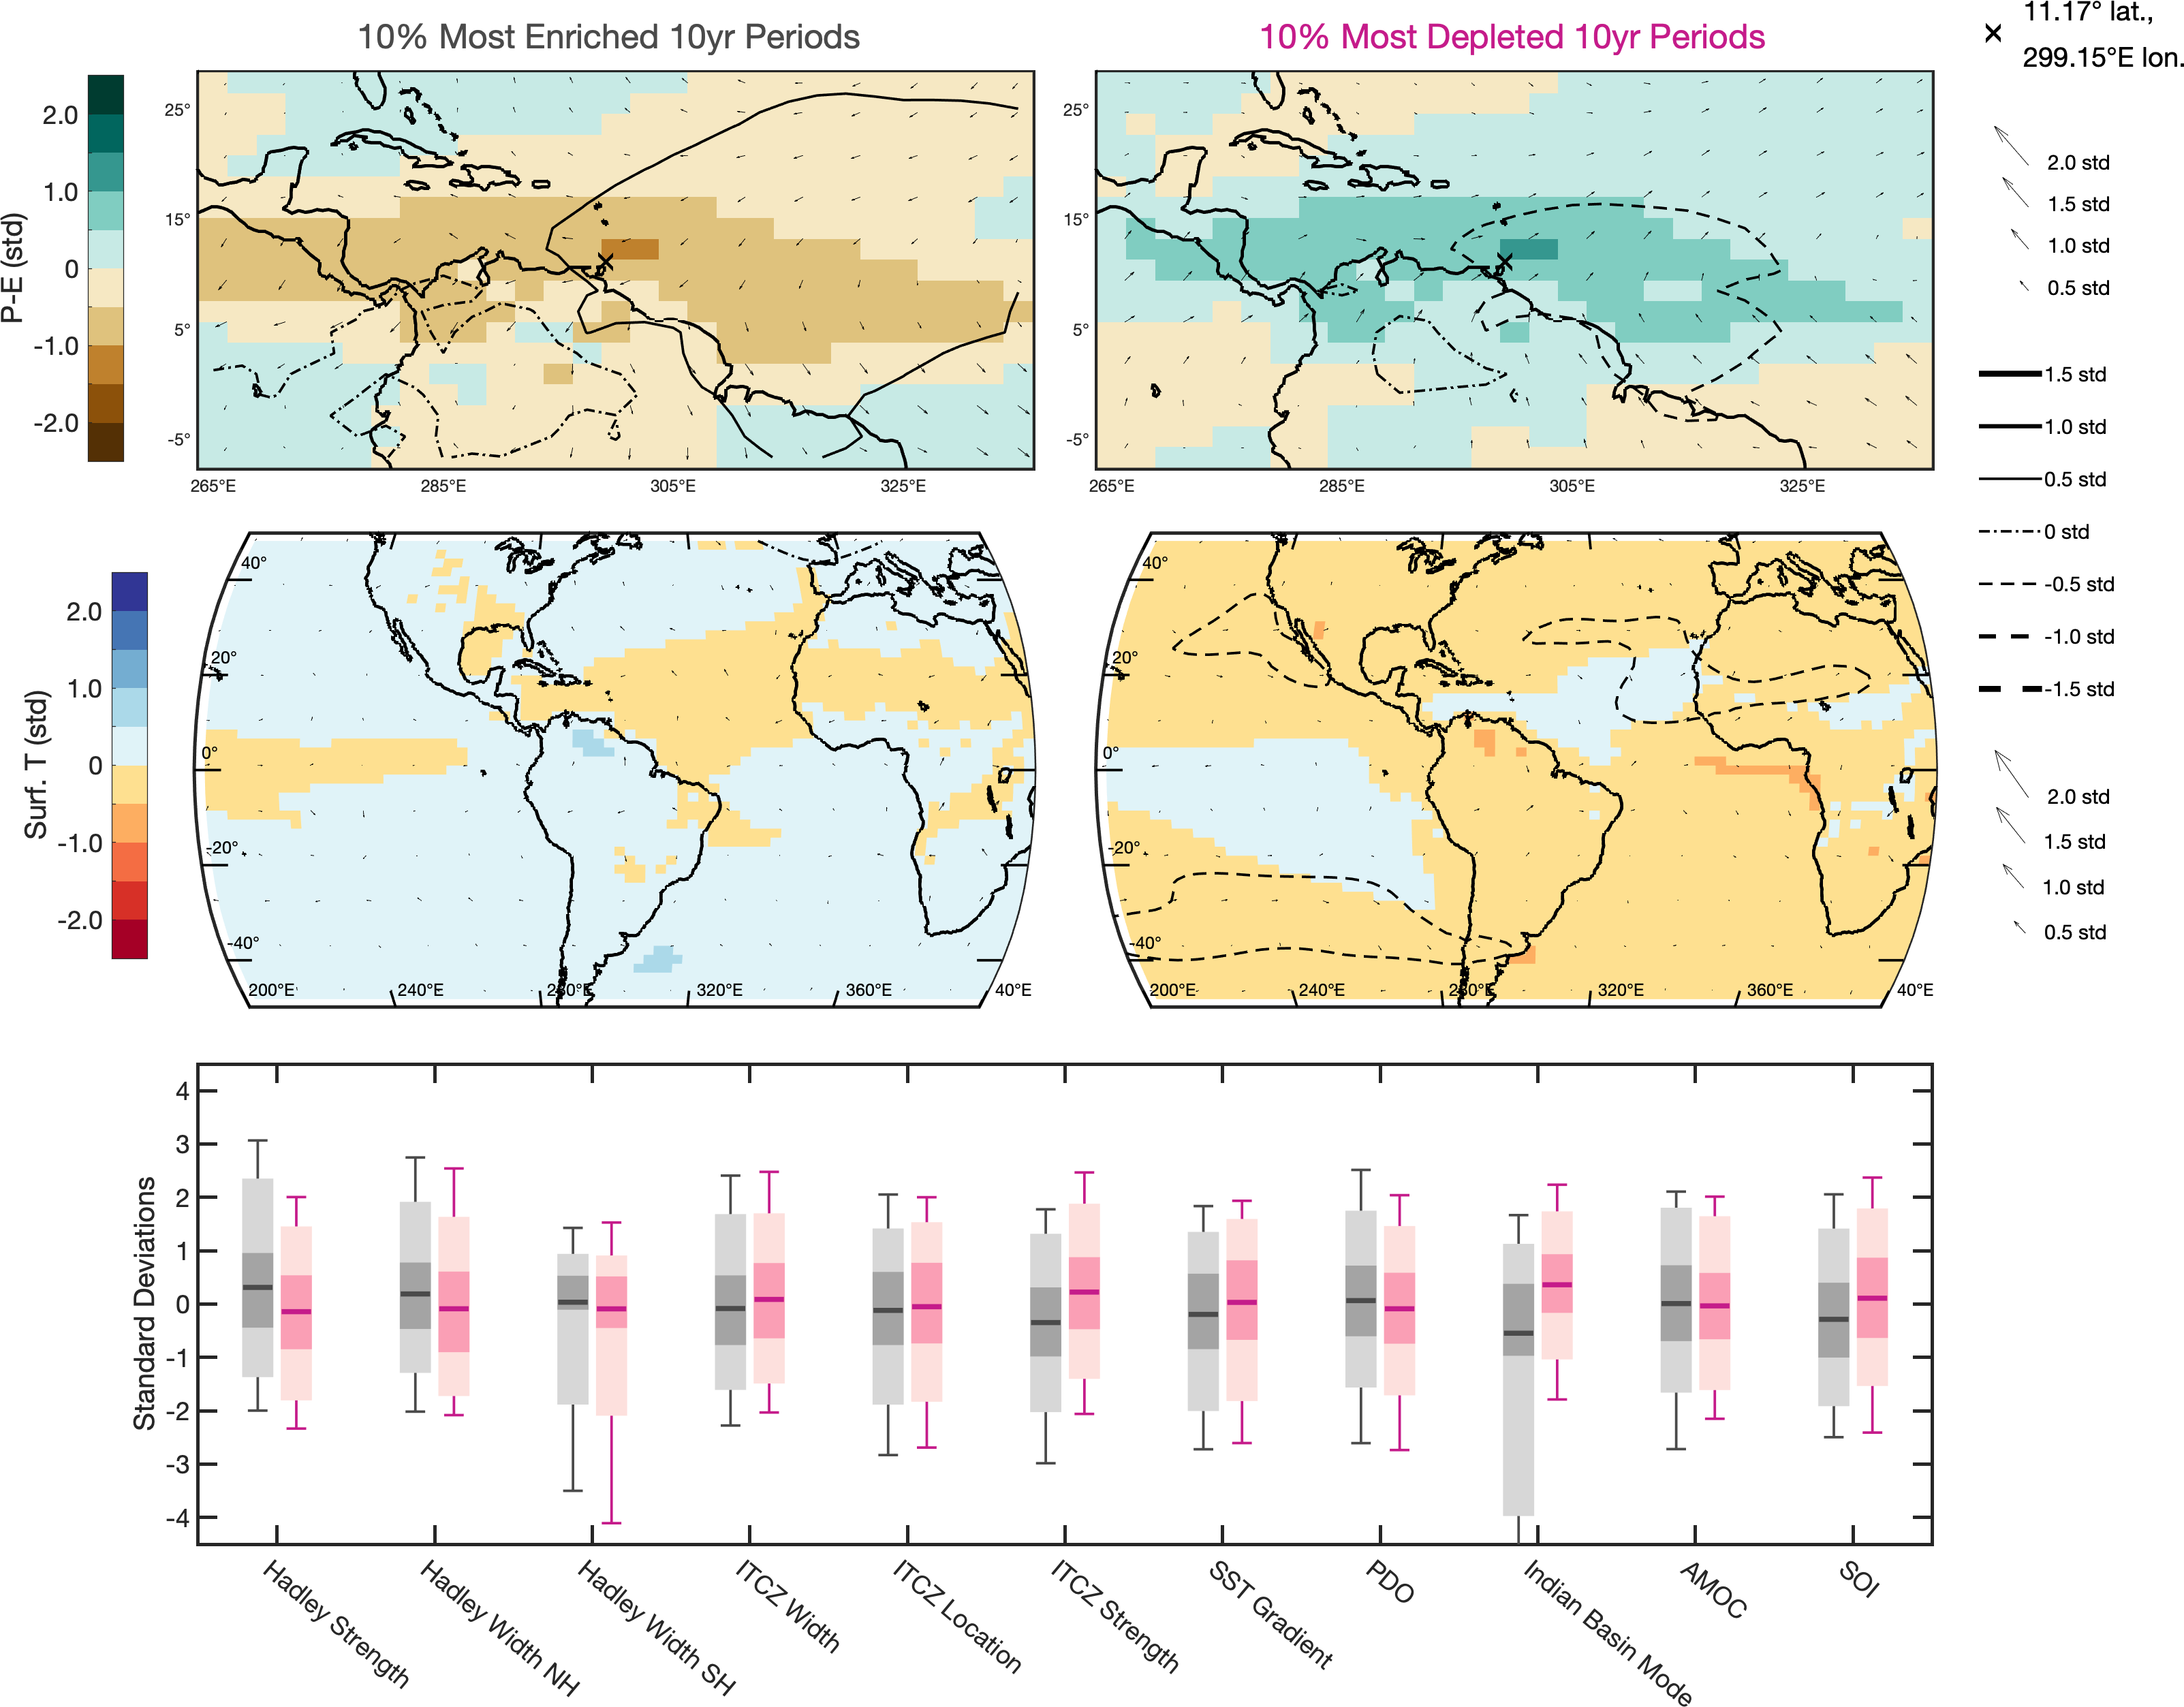 10% Most Enriched 10yr Periods
10% Most Depleted 10yr Periods
11.17° lat.,
299.15°E lon.
P-E (std)
2.0
1.0
0
-1.0
-2.0
25°
15°
5°
-5°
265°E
285°E
305°E
325°E
25°
15°
5°
-5°
265°E
285°E
305°E
325°E
2.0 std
1.5 std
1.0 std
0.5 std
1.5 std
1.0 std
0.5 std
0 std
-0.5 std
-1.0 std
-1.5 std
Surf. T (std)
2.0
1.0
0
-1.0
-2.0
40°
20°
0°
-20°
-40°
200°E
240°E
280°E
320°E
360°E
40°E
40°
20°
0°
-20°
-40°
200°E
240°E
280°E
320°E
360°E
40°E
2.0 std
1.5 std
1.0 std
0.5 std
Standard Deviations
4
3
2
1
0
-1
-2
-3
-4
Hadley Strength
Hadley Width NH
Hadley Width SH
ITCZ Width
ITCZ Location
ITCZ Strength
SST Gradient
PDO
Indian Basin Mode
AMOC
SOI